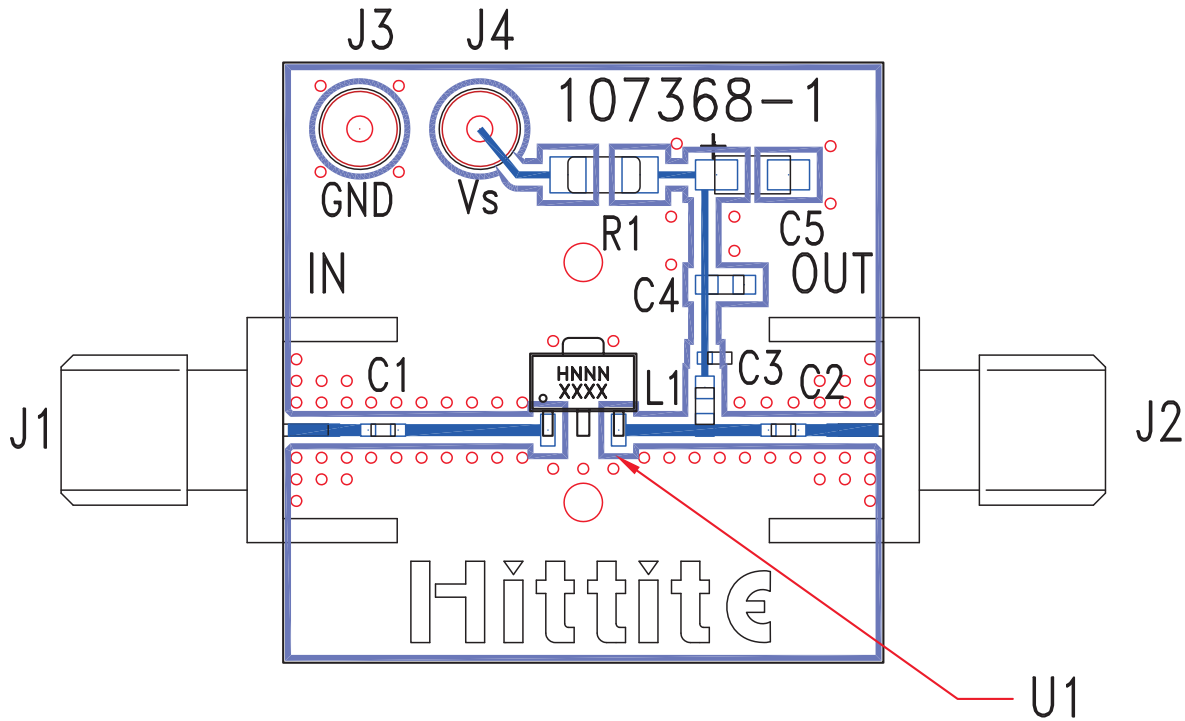 J3 J4
107368-1
GND Vs
R1 C5
IN OUT
C4
C1 HNNN L1 C3 C2
XXXX
J1 J2
Hittite
U1